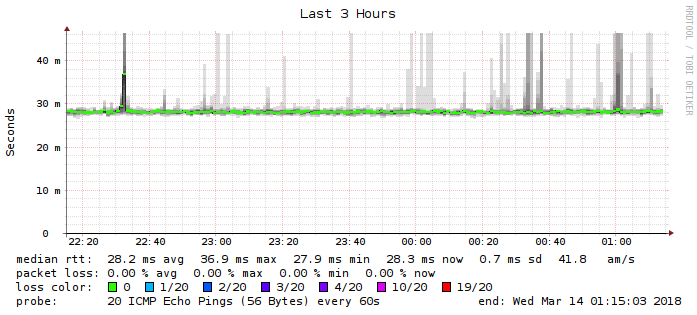 Last 3 Hours
RRDTOOL / TOBI OETIKER
Seconds
40 m
30 m
20 m
10 m
0
22:20 22:40 23:00 23:20 23:40 00:00 00:20 00:40 01:00
median rtt: 28.2 ms avg 36.9 ms max 27.9 ms min 28.3 ms now 0.7 ms sd 41.8 am/s
packet loss: 0.00 % avg 0.00 % max 0.00 % min 0.00 % now
loss color: 0 1/20 2/20 3/20 4/20 10/20 19/20
probe: 20 ICMP Echo Pings (56 Bytes) every 60s end: Wed Mar 14 01:15:03 2018